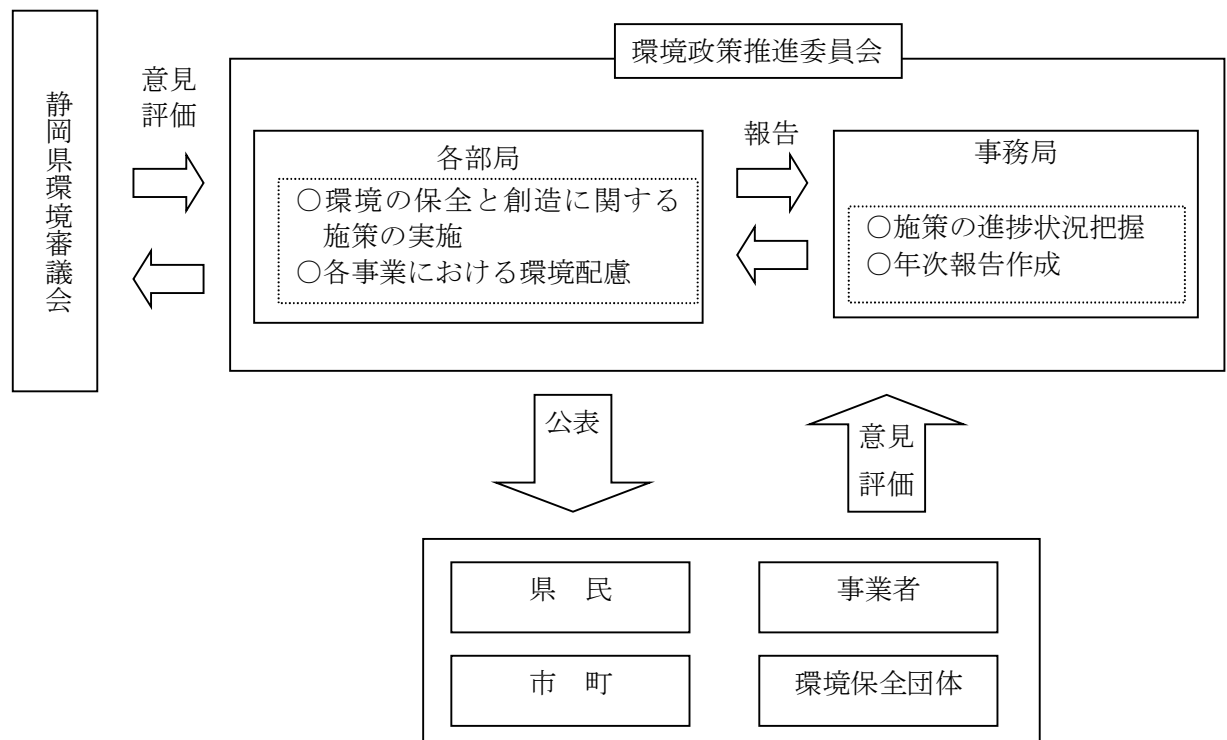 環境政策推進委員会
静岡県環境審議会
意見
評価
各部局
○環境の保全と創造に関する
施策の実施
○各事業における環境配慮
報告
事務局
○施策の進捗状況把握
○年次報告作成
公表
意見
評価
県 民
事業者
市 町
環境保全団体